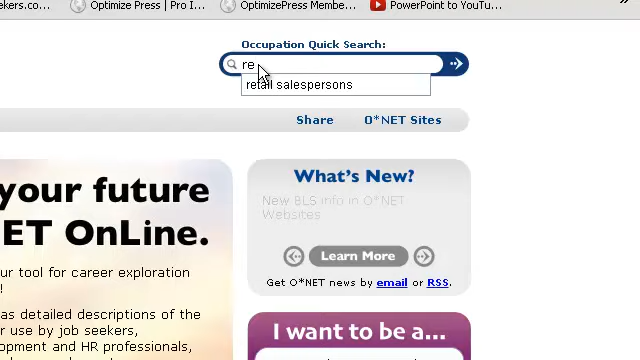 ekers.co... Optimize Press | Pro I... OptimizePress Membe... PowerPoint to YouTu... »
Occupation Quick Search:
re
retail salespersons
Share O*NET Sites
your future
ET OnLine.
ur tool for career exploration
!
as detailed descriptions of the
r use by job seekers,
opment and HR professionals,
What's New?
New BLS info in O*NET
Websites
Learn More
Get O*NET news by email or RSS.
I want to be a...